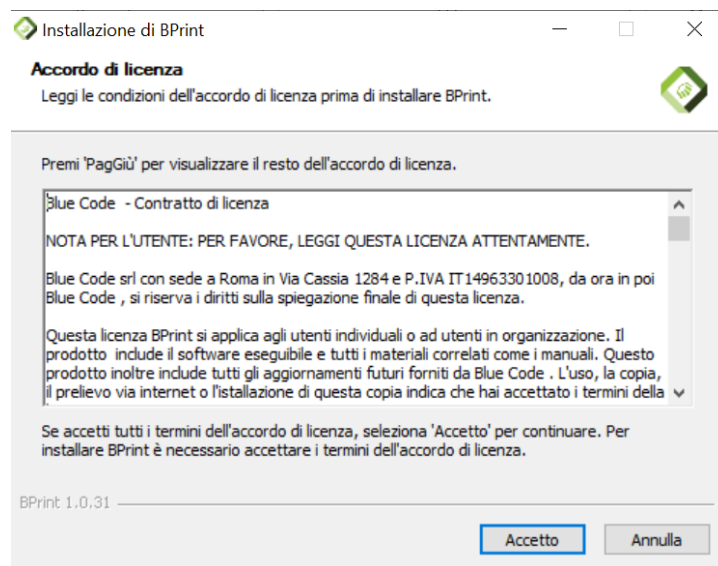 Installazione di BPrint
Accordo di licenza
Leggi le condizioni dell'accordo di licenza prima di installare BPrint.
Premi 'PagGiù' per visualizzare il resto dell'accordo di licenza.
Blue Code - Contratto di licenza
NOTA PER L'UTENTE: PER FAVORE, LEGGI QUESTA LICENZA ATTENTAMENTE.
Blue Code srl con sede a Roma in Via Cassia 1284 e P.IVA IT14963301008, da ora in poi
Blue Code , si riserva i diritti sulla spiegazione finale di questa licenza.
Questa licenza BPrint si applica agli utenti individuali o ad utenti in organizzazione. Il
prodotto include il software eseguibile e tutti i materiali correlati come i manuali. Questo
prodotto inoltre include tutti gli aggiornamenti futuri forniti da Blue Code . L'uso, la copia,
il prelievo via internet o l'istallazione di questa copia indica che hai accettato i termini della
Se accetti tutti i termini dell'accordo di licenza, seleziona 'Accetto' per continuare. Per
installare BPrint è necessario accettare i termini dell'accordo di licenza.
BPrint 1.0.31
Accetto
Annulla